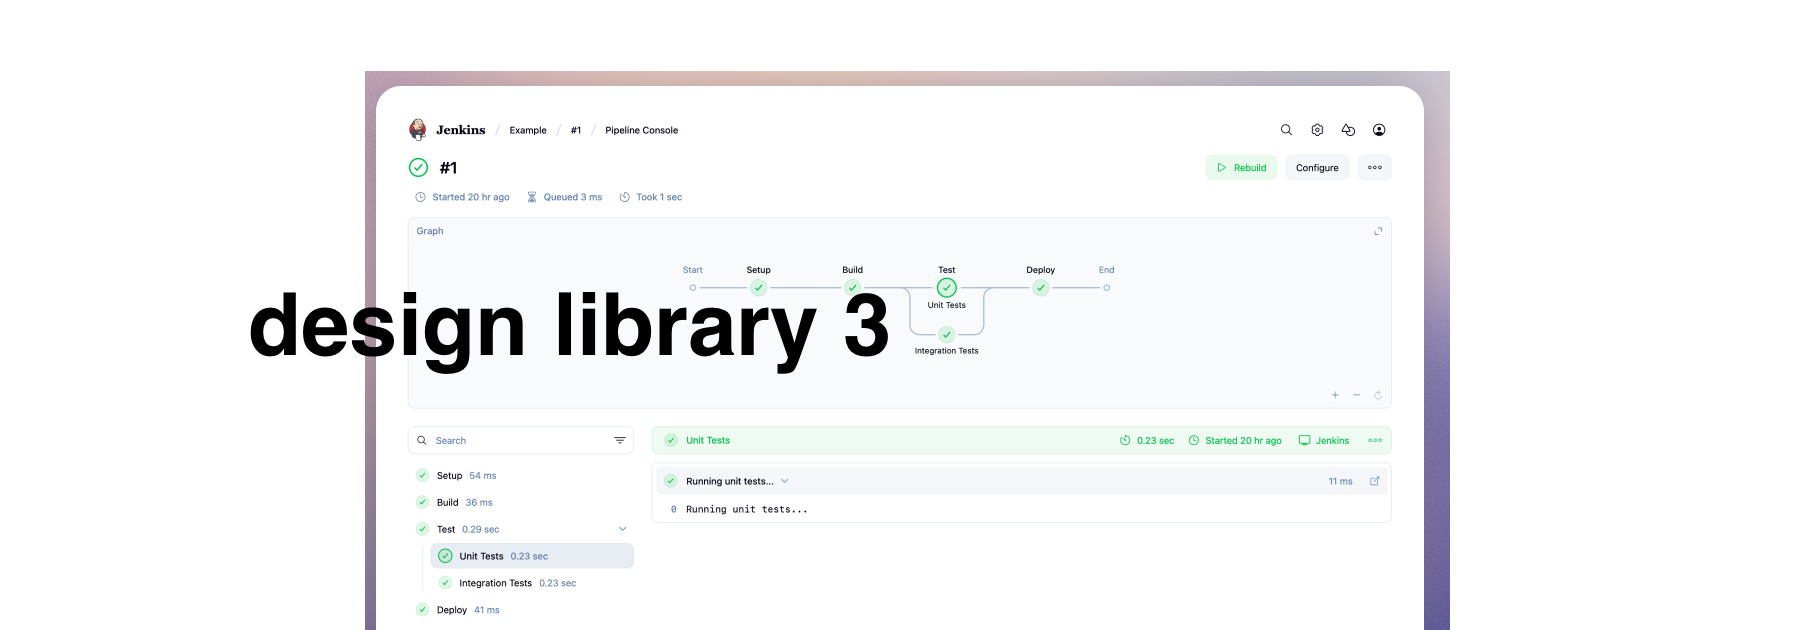 Jenkins / Example / #1 / Pipeline Console
#1
Rebuild
Configure
Started 20 hr ago
Queued 3 ms
Took 1 sec
Graph
Start
Setup
Build
Test
Deploy
End
Unit Tests
Integration Tests
design library 3
Search
Setup 54 ms
Build 36 ms
Test 0.29 sec
Unit Tests 0.23 sec
Integration Tests 0.23 sec
Deploy 41 ms
Unit Tests
0.23 sec
Started 20 hr ago
Jenkins
Running unit tests...
11 ms
0 Running unit tests...